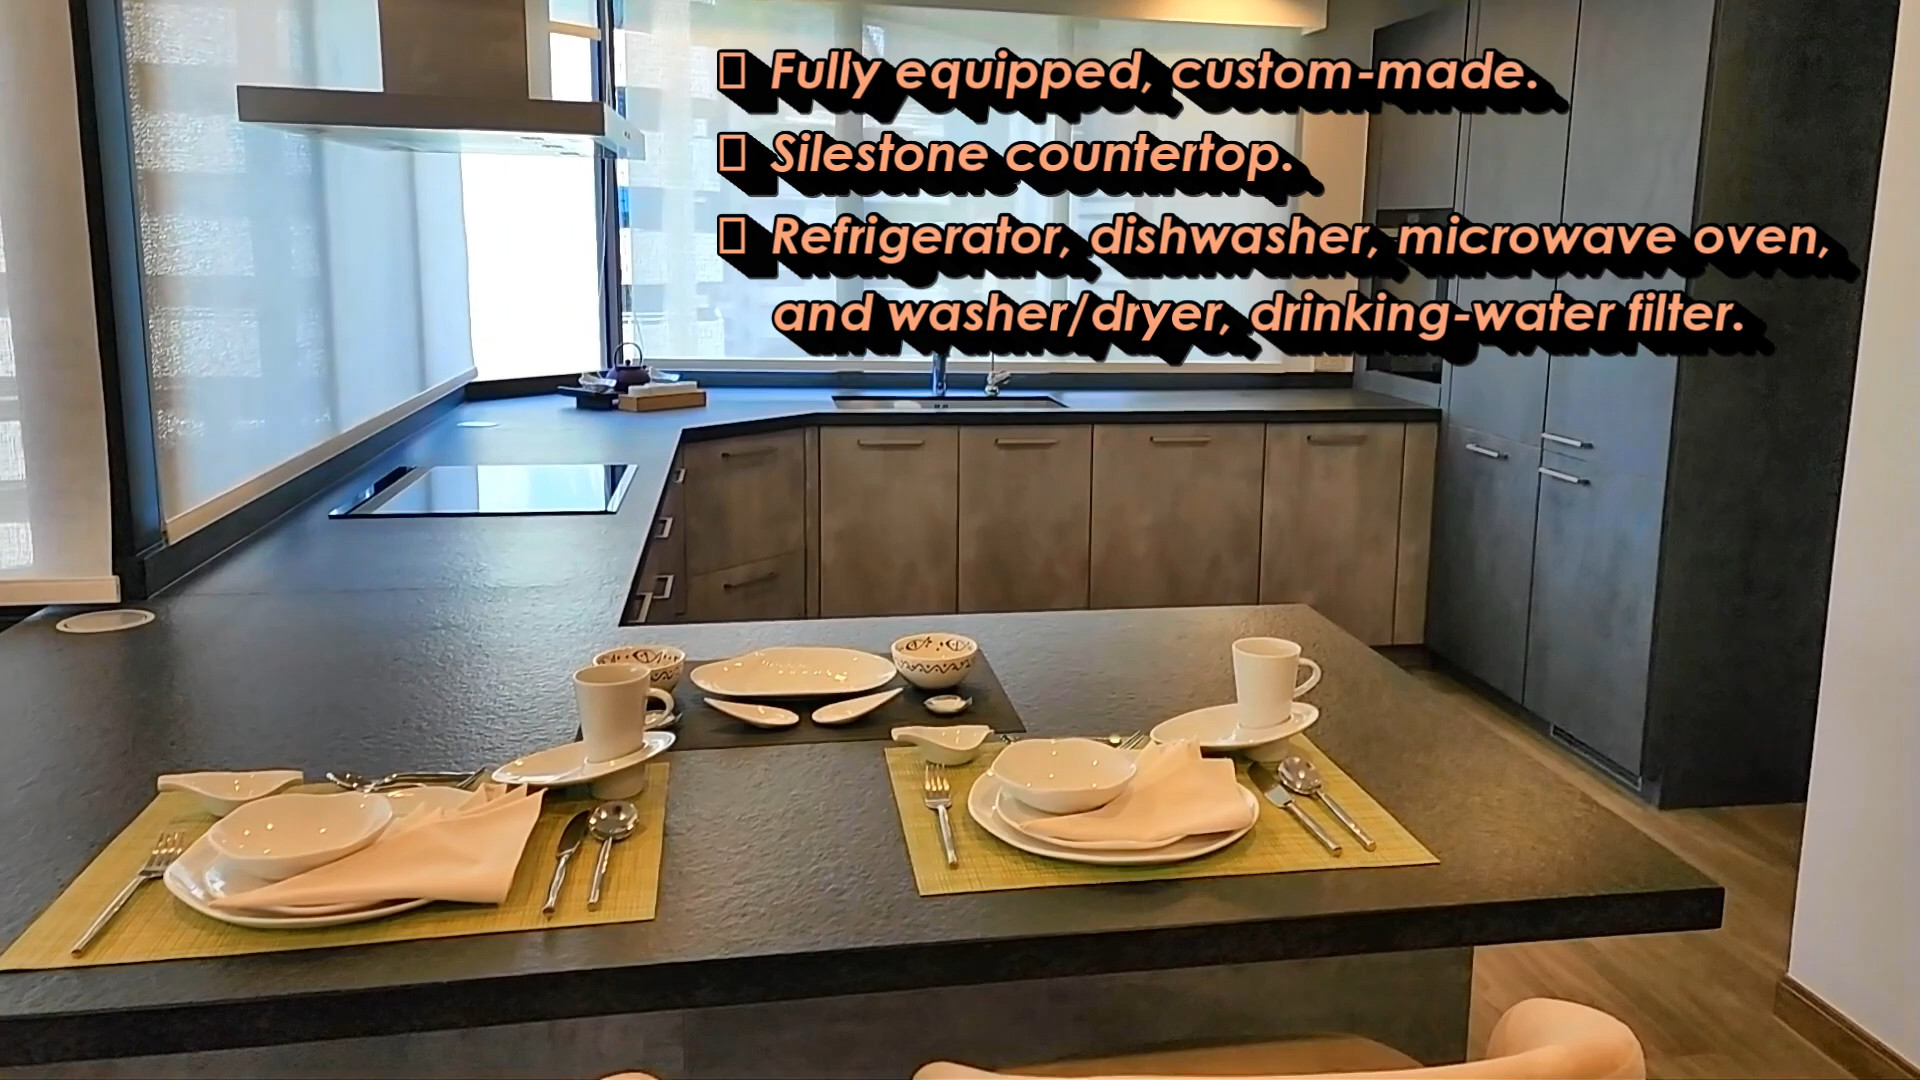 ▯ Fully equipped, custom-made.
▯ Silestone countertop.
▯ Refrigerator, dishwasher, microwave oven,
and washer/dryer, drinking-water filter.